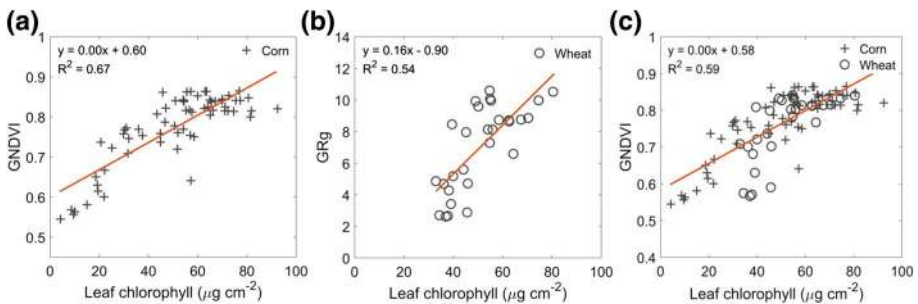 (a)
y = 0.00x + 0.60
R² = 0.67
+ Corn
GNDVI
1
0.9
0.8
0.7
0.6
0.5
0 20 40 60 80 100
Leaf chlorophyll (μg cm⁻²)
(b)
y = 0.16x - 0.90
R² = 0.54
Wheat
GRg
14
12
10
8
6
4
2
0
0 20 40 60 80 100
Leaf chlorophyll (μg cm⁻²)
(c)
y = 0.00x + 0.58
R² = 0.59
+ Corn
Wheat
GNDVI
1
0.9
0.8
0.7
0.6
0.5
0.4
0 20 40 60 80 100
Leaf chlorophyll (μg cm⁻²)